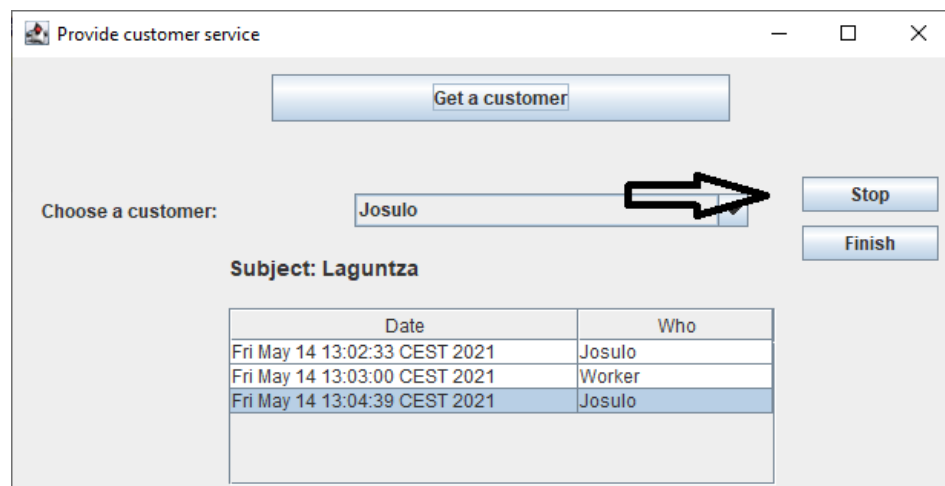 Provide customer service
Get a customer
Choose a customer: Josulo
Stop
Finish
Subject: Laguntza
Date Who
Fri May 14 13:02:33 CEST 2021 Josulo
Fri May 14 13:03:00 CEST 2021 Worker
Fri May 14 13:04:39 CEST 2021 Josulo